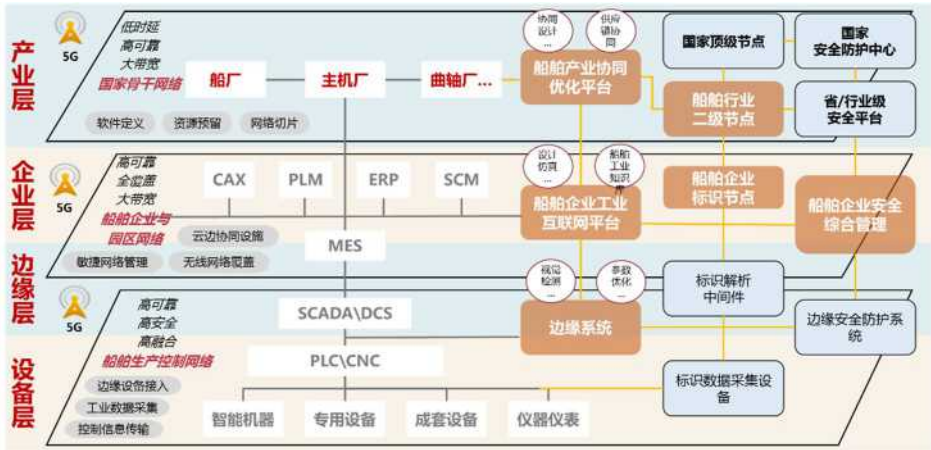 产业层
5G
低时延
高可靠
大带宽
国家骨干网络
软件定义
资源预留
网络切片
船厂
主机厂
曲轴厂...
协同
设计
...
供应
链协
同
船舶产业协同
优化平台
国家顶级节点
国家
安全防护中心
船舶行业
二级节点
省/行业级
安全平台
企业层
5G
高可靠
全覆盖
大带宽
船舶企业与
园区网络
云边协同设施
敏捷网络管理
无线网络覆盖
CAX
PLM
ERP
SCM
MES
设计
仿真
...
船舶
工业
知识
库
船舶企业工业
互联网平台
船舶企业
标识节点
船舶企业安全
综合管理
边缘层
5G
高可靠
高安全
高融合
船舶生产控制网络
SCADA\DCS
视觉
检测
...
参数
优化
...
边缘系统
标识解析
中间件
边缘安全防护系
统
设备层
边缘设备接入
工业数据采集
控制信息传输
PLC\CNC
智能机器
专用设备
成套设备
仪器仪表
标识数据采集设
备